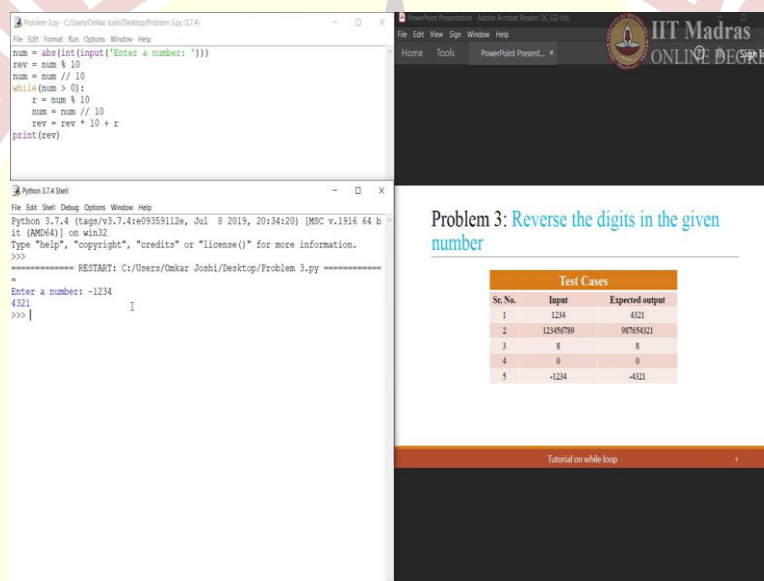 Problem 3.py - C:/Users/Omkar Joshi/Desktop/Problem 3.py (3.7.4)
File Edit Format Run Options Window Help
num = abs(int(input('Enter a number: ')))
rev = num % 10
num = num // 10
while(num > 0):
    r = num % 10
    num = num // 10
    rev = rev * 10 + r
print(rev)
Python 3.7.4 Shell
File Edit Shell Debug Options Window Help
Python 3.7.4 (tags/v3.7.4:e09359112e, Jul 8 2019, 20:34:20) [MSC v.1916 64 b
it (AMD64)] on win32
Type "help", "copyright", "credits" or "license()" for more information.
>>>
============ RESTART: C:/Users/Omkar Joshi/Desktop/Problem 3.py ============
=
Enter a number: -1234
4321
>>>
PowerPoint Presentation - Adobe Acrobat Reader DC (32-bit)
File Edit View Sign Window Help
Home Tools PowerPoint Present... ×
IIT Madras
ONLINE DEGRE
Problem 3: Reverse the digits in the given
number
Test Cases
Sr. No. Input Expected output
1 1234 4321
2 123456789 987654321
3 8 8
4 0 0
5 -1234 -4321
Tutorial on while loop